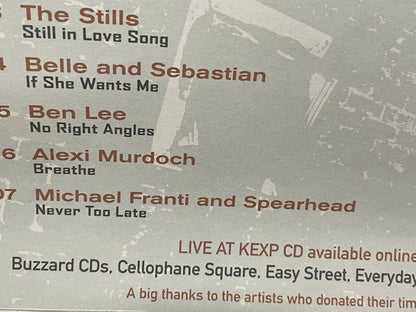 3 The Stills
Still in Love Song
4 Belle and Sebastian
If She Wants Me
5 Ben Lee
No Right Angles
6 Alexi Murdoch
Breathe
07 Michael Franti and Spearhead
Never Too Late
LIVE AT KEXP CD available online
Buzzard CDs, Cellophane Square, Easy Street, Everyday
A big thanks to the artists who donated their tim